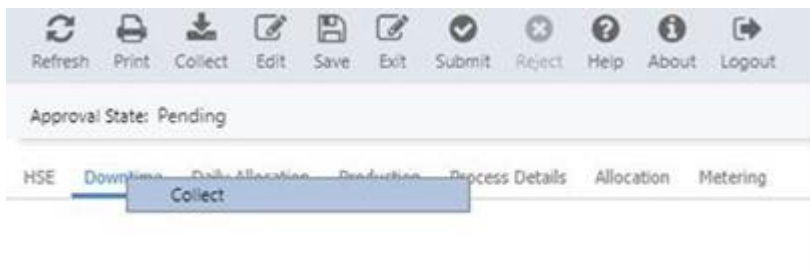 Refresh Print Collect Edit Save Exit Submit Reject Help About Logout
Approval State: Pending
HSE Downtime Daily Allocation Production Process Details Allocation Metering
Collect